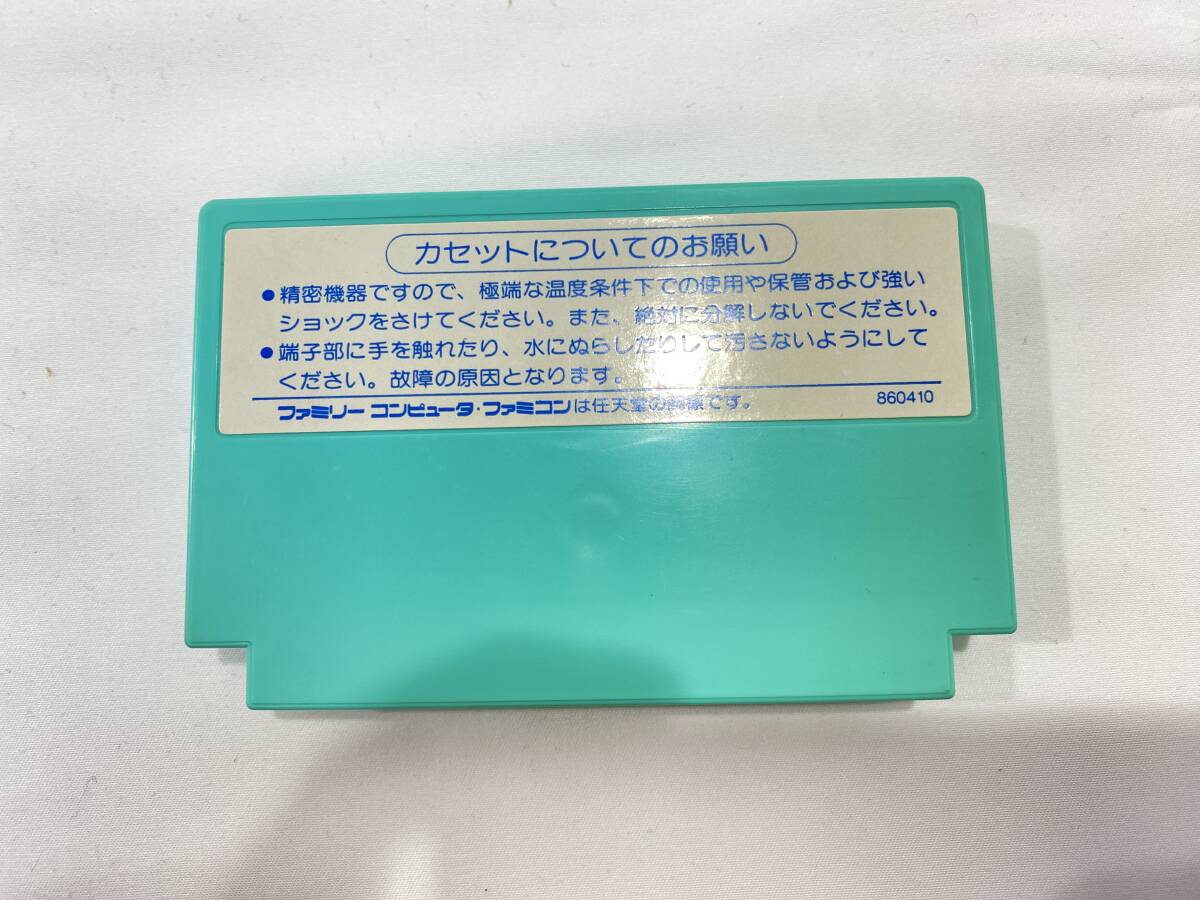 カセットについてのお願い
●精密機器ですので、極端な温度条件下での使用や保管および強い
ショックをさけてください。また、絶対に分解しないでください。
●端子部に手を触れたり、水にぬらしたりして汚さないようにして
ください。故障の原因となります。
ファミリーコンピュータ・ファミコンは任天堂の商標です。 860410